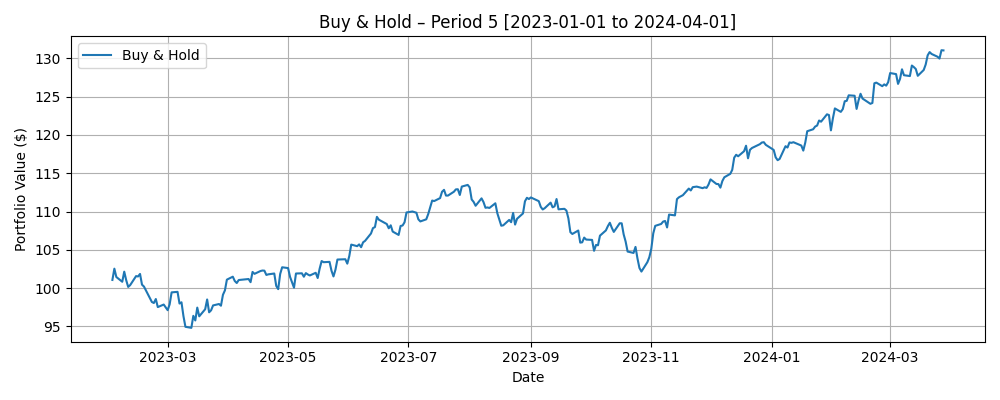 Buy & Hold – Period 5 [2023-01-01 to 2024-04-01]
Buy & Hold
Portfolio Value ($)
130
125
120
115
110
105
100
95
2023-03 2023-05 2023-07 2023-09 2023-11 2024-01 2024-03
Date